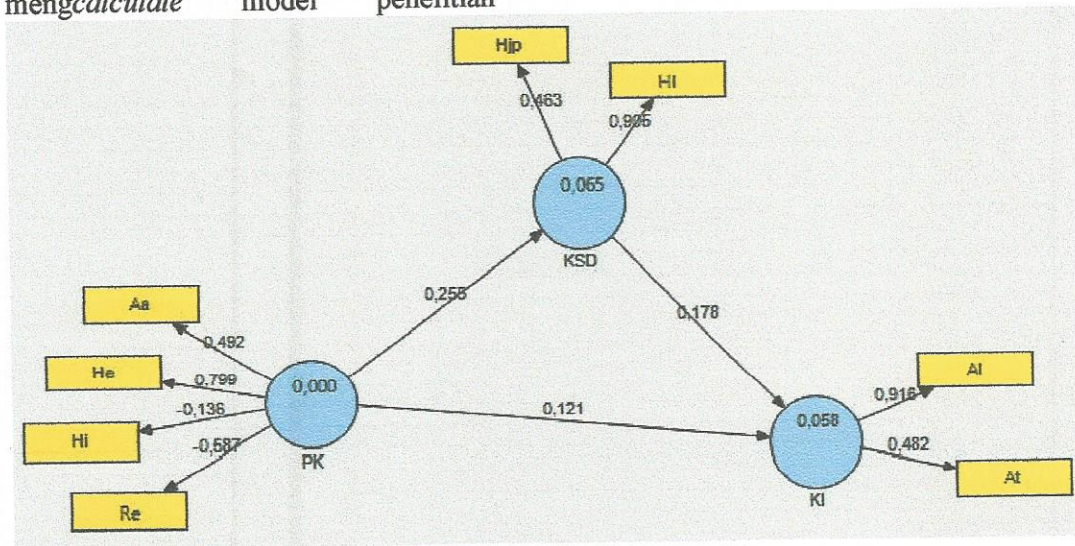 mengcalculate model penelitian
Hjp
Hl
0,463
0,905
0,065
KSD
0,255
0,178
Aa
0,492
He
0,799
-0,136
Hi
-0,587
Re
0,000
PK
0,121
0,058
KI
Al
0,916
0,482
At